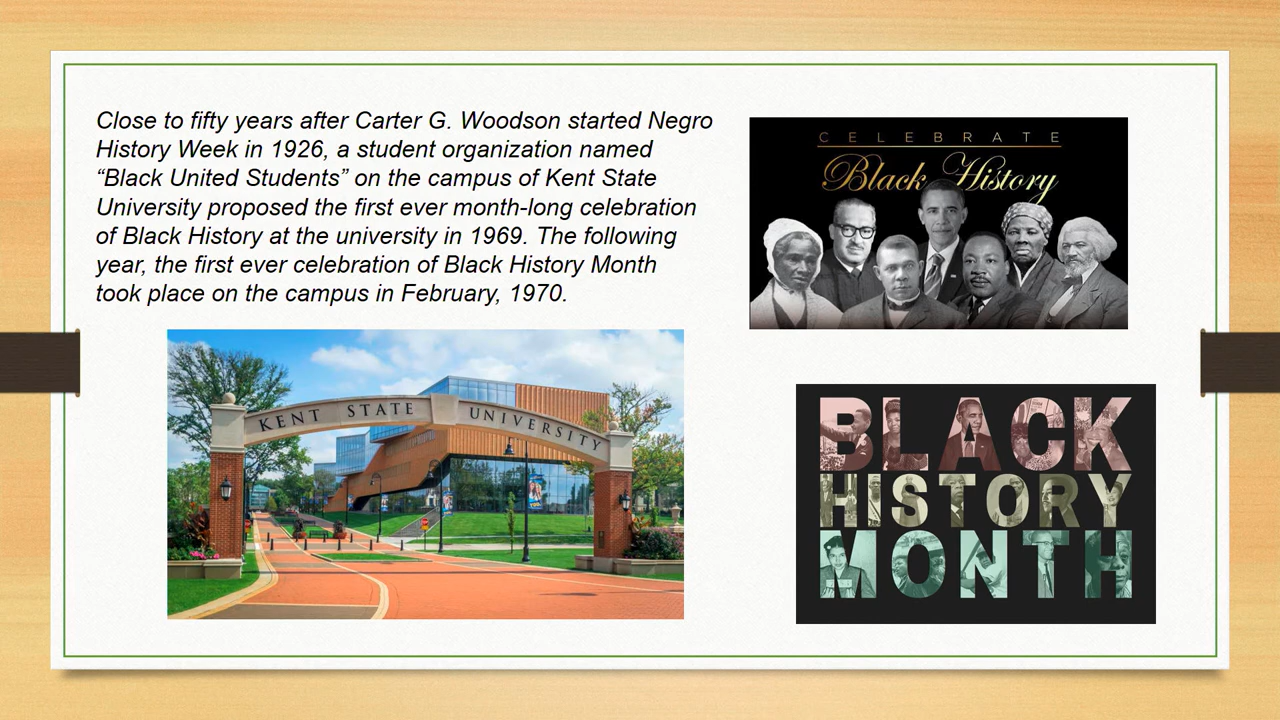 Close to fifty years after Carter G. Woodson started Negro
History Week in 1926, a student organization named
“Black United Students” on the campus of Kent State
University proposed the first ever month-long celebration
of Black History at the university in 1969. The following
year, the first ever celebration of Black History Month
took place on the campus in February, 1970.
CELEBRATE
Black History
KENT STATE UNIVERSITY
BLACK
HISTORY
MONTH